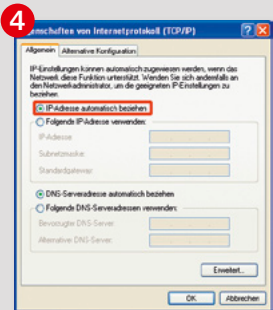 4
Eigenschaften von Internetprotokoll (TCP/IP)
Allgemein Alternative Konfiguration
IP-Einstellungen können automatisch zugewiesen werden, wenn das
Netzwerk diese Funktion unterstützt. Wenden Sie sich andernfalls an
den Netzwerkadministrator, um die geeigneten IP-Einstellungen zu
beziehen.
IP-Adresse automatisch beziehen
Folgende IP-Adresse verwenden:
IP-Adresse:
Subnetzmaske:
Standardgateway:
DNS-Serveradresse automatisch beziehen
Folgende DNS-Serveradressen verwenden:
Bevorzugter DNS-Server:
Alternativer DNS-Server:
Erweitert...
OK Abbrechen